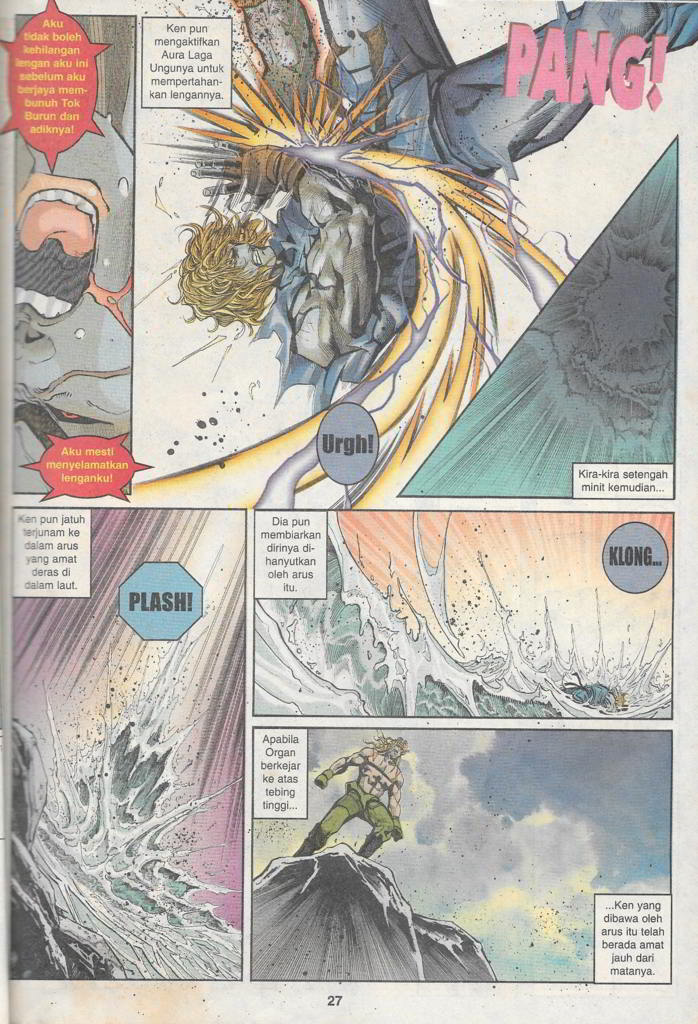 Aku
tidak boleh
kehilangan
lengan aku ini
sebelum aku
berjaya mem-
bunuh Tok
Burun dan
adiknya!
Ken pun
mengaktifkan
Aura Laga
Ungunya untuk
mempertahan-
kan lengannya.
PANG!
Aku mesti
menyelamatkan
lenganku!
Urgh!
Kira-kira setengah
minit kemudian...
Ken pun jatuh
terjunam ke
dalam arus
yang amat
deras di
dalam laut.
PLASH!
Dia pun
membiarkan
dirinya di-
hanyutkan
oleh arus
itu.
KLONG...
Apabila
Organ
berkejar
ke atas
tebing
tinggi...
...Ken yang
dibawa oleh
arus itu telah
berada amat
jauh dari
matanya.
27